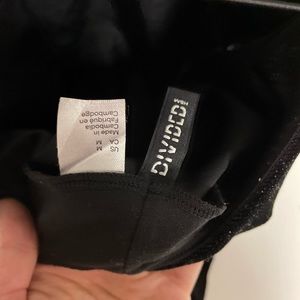 US M
CA M
Made in
Cambodia
Fabriqué en
Cambodge
DIVIDED
H&M